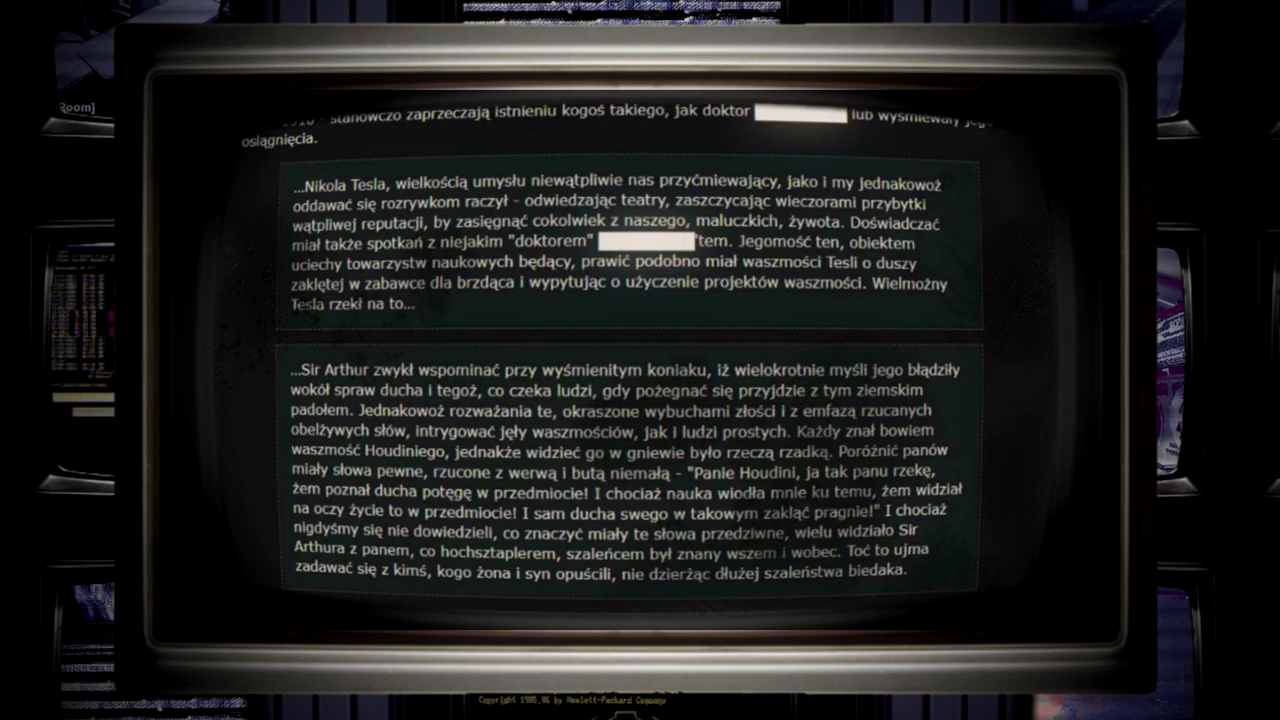 Room]
stanowczo zaprzeczają istnieniu kogoś takiego, jak doktor lub wyśmiewały jego
osiągnięcia.
...Nikola Tesla, wielkością umysłu niewątpliwie nas przyćmiewający, jako i my jednakowoż
oddawać się rozrywkom raczył - odwiedzając teatry, zaszczycając wieczorami przybytki
wątpliwej reputacji, by zasięgnąć cokolwiek z naszego, maluczkich, żywota. Doświadczać
miał także spotkań z niejakim "doktorem" 'tem. Jegomość ten, obiektem
uciechy towarzystw naukowych będący, prawić podobno miał waszmości Tesli o duszy
zaklętej w zabawce dla brzdąca i wypytując o użyczenie projektów waszmości. Wielmożny
Tesla rzekł na to...
...Sir Arthur zwykł wspominać przy wyśmienitym koniaku, iż wielokrotnie myśli jego błądziły
wokół spraw ducha i tegoż, co czeka ludzi, gdy pożegnać się przyjdzie z tym ziemskim
padołem. Jednakowoż rozważania te, okraszone wybuchami złości i z emfazą rzucanych
obelżywych słów, intrygować jęły waszmościów, jak i ludzi prostych. Każdy znał bowiem
waszmość Houdiniego, jednakże widzieć go w gniewie było rzeczą rzadką. Poróżnić panów
miały słowa pewne, rzucone z werwą i butą niemałą - "Panie Houdini, ja tak panu rzekę,
żem poznał ducha potęgę w przedmiocie! I chociaż nauka wiodła mnie ku temu, żem widział
na oczy życie to w przedmiocie! I sam ducha swego w takowym zakląć pragnie!" I chociaż
nigdyśmy się nie dowiedzieli, co znaczyć miały te słowa przedziwne, wielu widziało Sir
Arthura z panem, co hochsztaplerem, szaleńcem był znany wszem i wobec. Toć to ujma
zadawać się z kimś, kogo żona i syn opuścili, nie dzierżąc dłużej szaleństwa biedaka.
Copyright 1985,86 by Hewlett-Packard Company